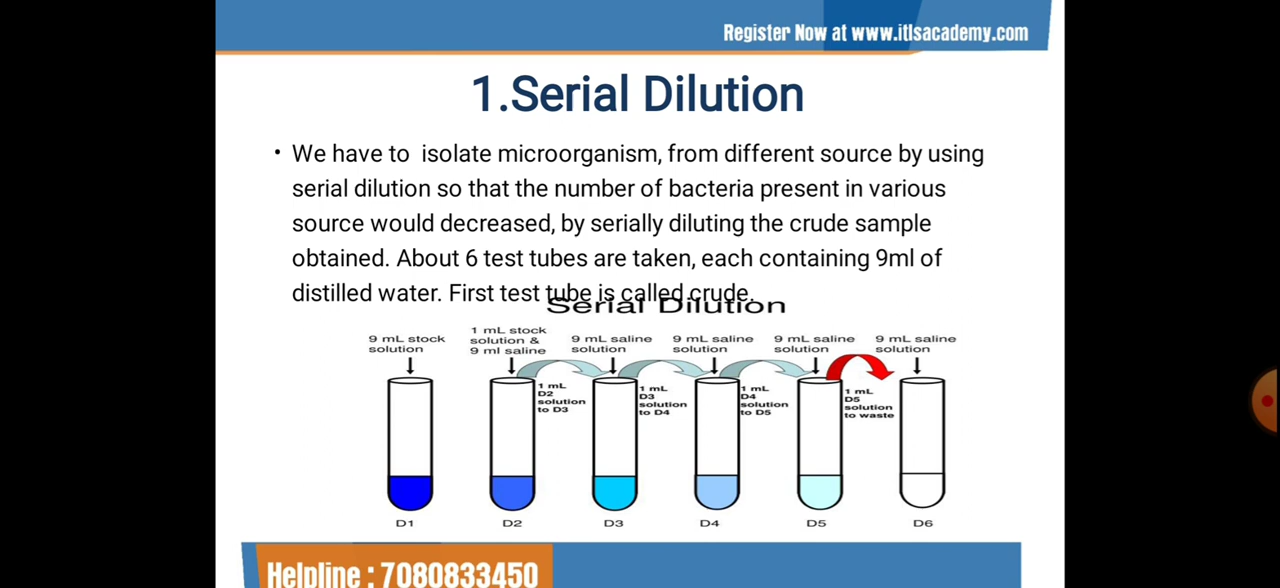 Register Now at www.itlsacademy.com
1.Serial Dilution
• We have to isolate microorganism, from different source by using
serial dilution so that the number of bacteria present in various
source would decreased, by serially diluting the crude sample
obtained. About 6 test tubes are taken, each containing 9ml of
distilled water. First test tube is called crude.
Serial Dilution
9 mL stock
solution
1 mL stock
solution &
9 ml saline
9 mL saline
solution
9 mL saline
solution
9 mL saline
solution
9 mL saline
solution
1 mL
D2
solution
to D3
1 mL
D3
solution
to D4
1 mL
D4
solution
to D5
1 mL
D5
solution
to waste
D1
D2
D3
D4
D5
D6
Helpline : 7080833450